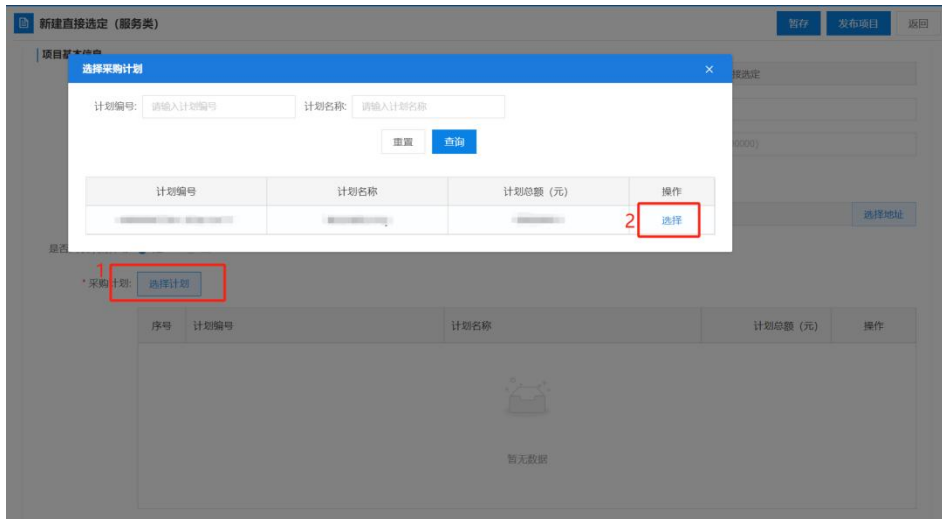 新建直接选定（服务类）
暂存
发布项目
返回
项目基本信息
选择采购计划
接选定
计划编号:
请输入计划编号
计划名称:
请输入计划名称
0000)
重置
查询
计划编号
计划名称
计划总额（元）
操作
2
选择
选择地址
是否
1
* 采购计划:
选择计划
序号
计划编号
计划名称
计划总额（元）
操作
暂无数据